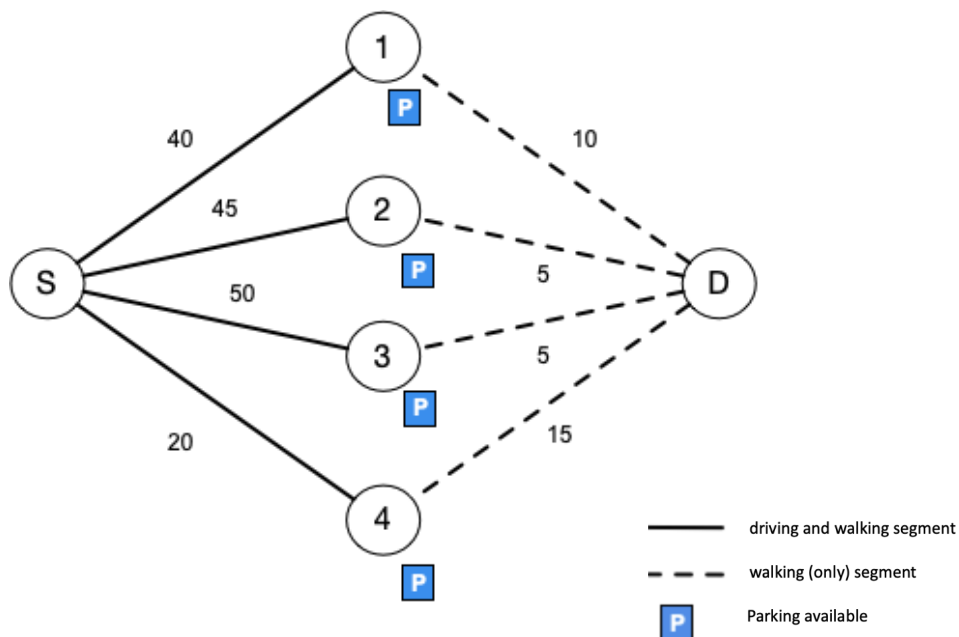 1
P
40
10
45
2
P
5
S
50
D
3
5
P
20
15
4
P
driving and walking segment
walking (only) segment
P
Parking available